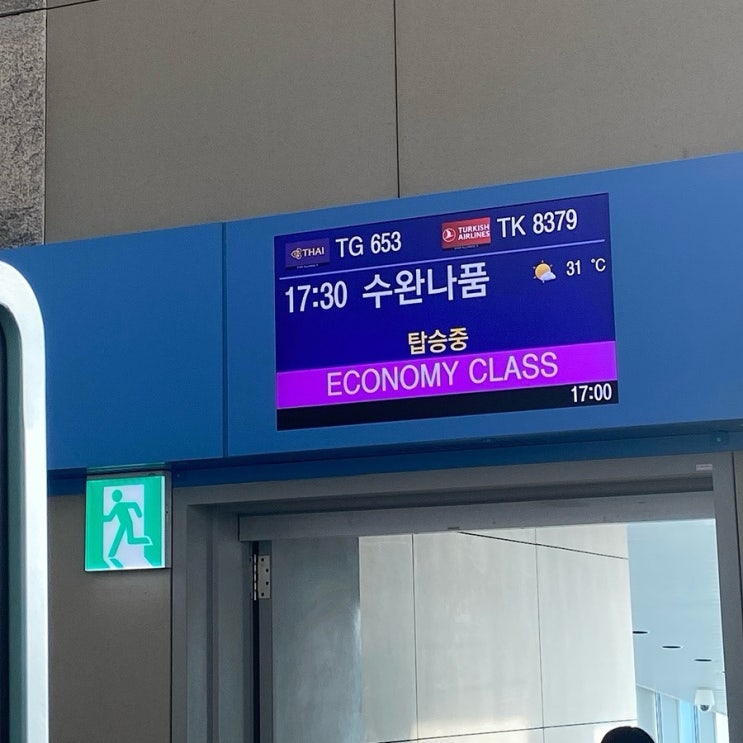 THAI TG 653 TURKISH AIRLINES TK 8379
17:30 수완나품 31 °C
탑승중
ECONOMY CLASS
17:00